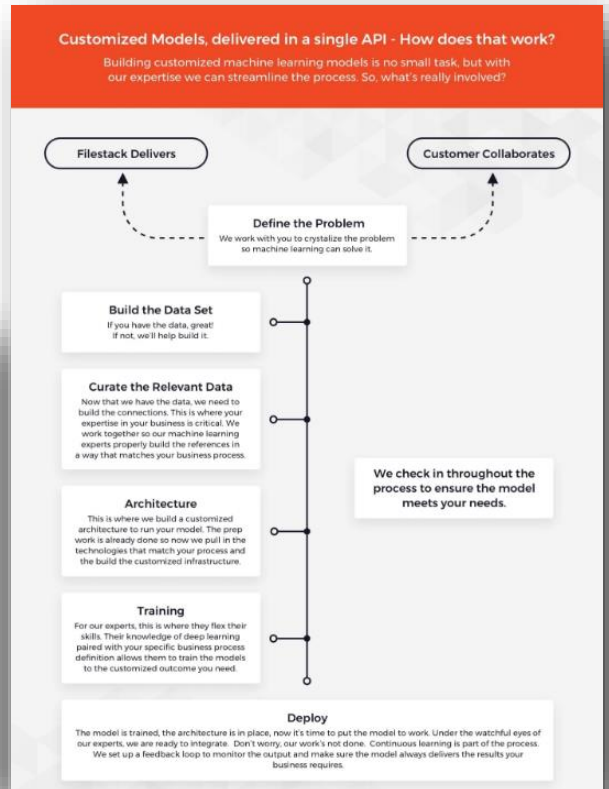 Customized Models, delivered in a single API - How does that work?
Building customized machine learning models is no small task, but with
our expertise we can streamline the process. So, what's really involved?
Filestack Delivers
Customer Collaborates
Define the Problem
We work with you to crystalize the problem
so machine learning can solve it.
Build the Data Set
If you have the data, great!
If not, we'll help build it.
Curate the Relevant Data
Now that we have the data, we need to
build the connections. This is where your
expertise in your business is critical. We
work together so our machine learning
experts properly build the references in
a way that matches your business process.
We check in throughout the
process to ensure the model
meets your needs.
Architecture
This is where we build a customized
architecture to run your model. The prep
work is already done so now we pull in the
technologies that match your process and
the build the customized infrastructure.
Training
For our experts, this is where they flex their
skills. Their knowledge of deep learning
paired with your specific business process
definition allows them to train the models
to the customized outcome you need.
Deploy
The model is trained, the architecture is in place, now it's time to put the model to work. Under the watchful eyes of
our experts, we are ready to integrate. Don't worry, our work's not done. Continuous learning is part of the process.
We set up a feedback loop to monitor the output and make sure the model always delivers the results your
business requires.